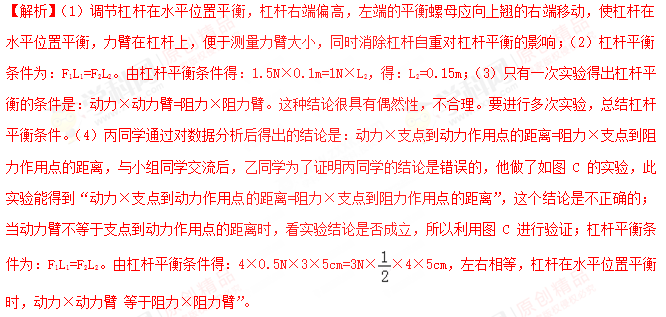 【解析】（1）调节杠杆在水平位置平衡，杠杆右端偏高，左端的平衡螺母应向上翘的右端移动，使杠杆在
水平位置平衡，力臂在杠杆上，便于测量力臂大小，同时消除杠杆自重对杠杆平衡的影响；（2）杠杆平衡
条件为：F₁L₁=F₂L₂。由杠杆平衡条件得：1.5N×0.1m=1N×L₂，得：L₂=0.15m；（3）只有一次实验得出杠杆平
衡的条件是：动力×动力臂=阻力×阻力臂。这种结论很具有偶然性，不合理。要进行多次实验，总结杠杆
平衡条件。（4）丙同学通过对数据分析后得出的结论是：动力×支点到动力作用点的距离=阻力×支点到阻
力作用点的距离，与小组同学交流后，乙同学为了证明丙同学的结论是错误的，他做了如图 C 的实验，此
实验能得到“动力×支点到动力作用点的距离=阻力×支点到阻力作用点的距离”，这个结论是不正确的；
当动力臂不等于支点到动力作用点的距离时，看实验结论是否成立，所以利用图 C 进行验证；杠杆平衡条
件为：F₁L₁=F₂L₂。由杠杆平衡条件得：4×0.5N×3×5cm=3N×1/2×4×5cm，左右相等，杠杆在水平位置平衡
时，动力×动力臂 等于阻力×阻力臂”。